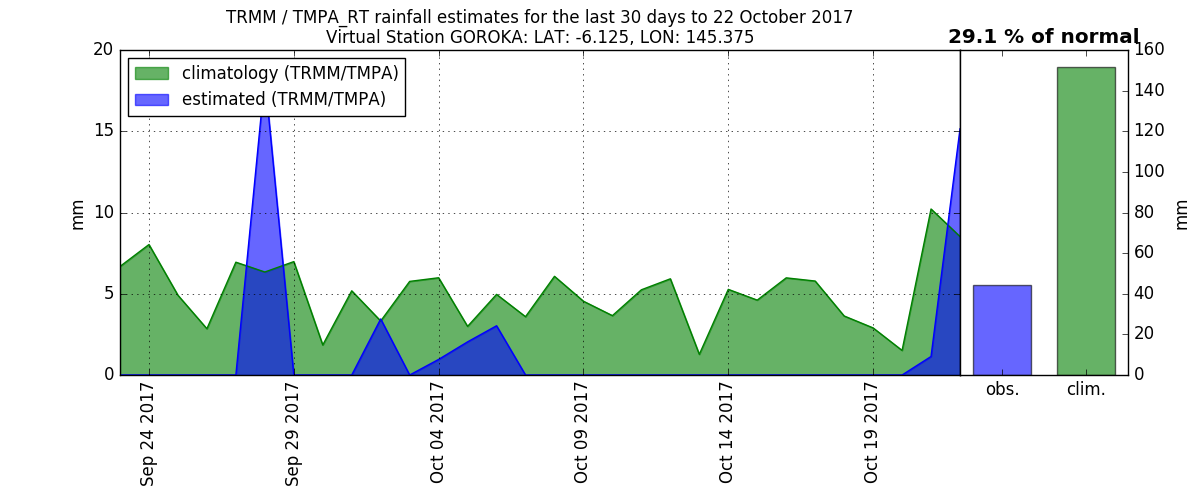 TRMM / TMPA_RT rainfall estimates for the last 30 days to 22 October 2017
Virtual Station GOROKA: LAT: -6.125, LON: 145.375
29.1 % of normal
climatology (TRMM/TMPA)
estimated (TRMM/TMPA)
20
15
10
5
0
mm
Sep 24 2017
Sep 29 2017
Oct 04 2017
Oct 09 2017
Oct 14 2017
Oct 19 2017
obs.
clim.
160
140
120
100
80
60
40
20
0
mm